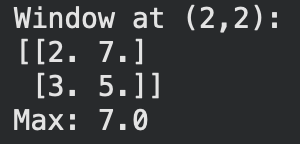 Window at (2,2):
[[2. 7.]
 [3. 5.]]
Max: 7.0